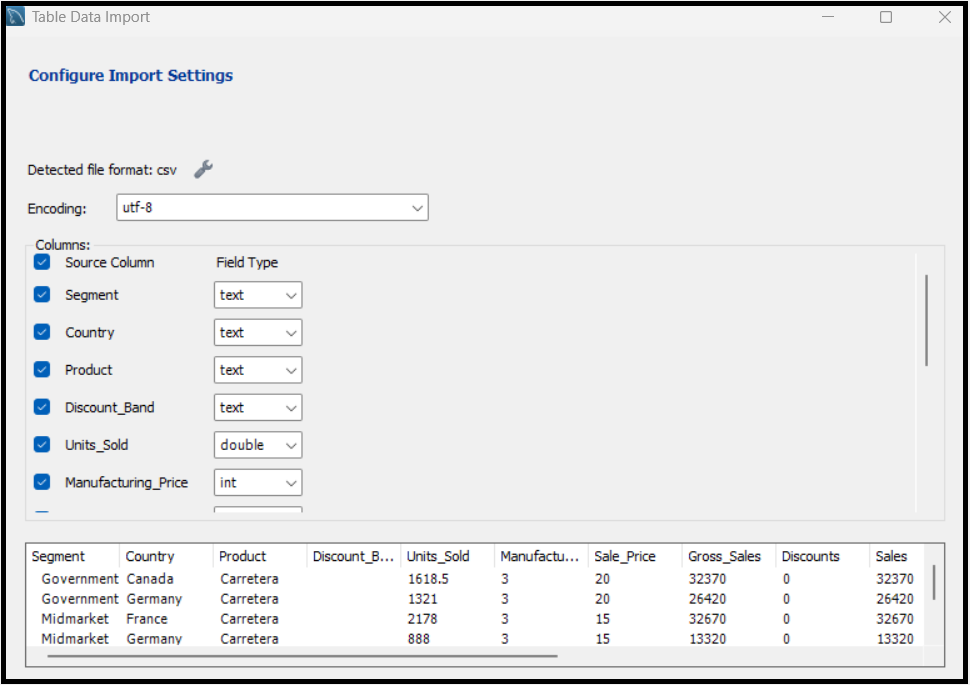 Table Data Import
Configure Import Settings
Detected file format: csv
Encoding: utf-8
Columns:
Source Column Field Type
Segment text
Country text
Product text
Discount_Band text
Units_Sold double
Manufacturing_Price int
Segment Country Product Discount_B... Units_Sold Manufactu... Sale_Price Gross_Sales Discounts Sales
Government Canada Carretera 1618.5 3 20 32370 0 32370
Government Germany Carretera 1321 3 20 26420 0 26420
Midmarket France Carretera 2178 3 15 32670 0 32670
Midmarket Germany Carretera 888 3 15 13320 0 13320